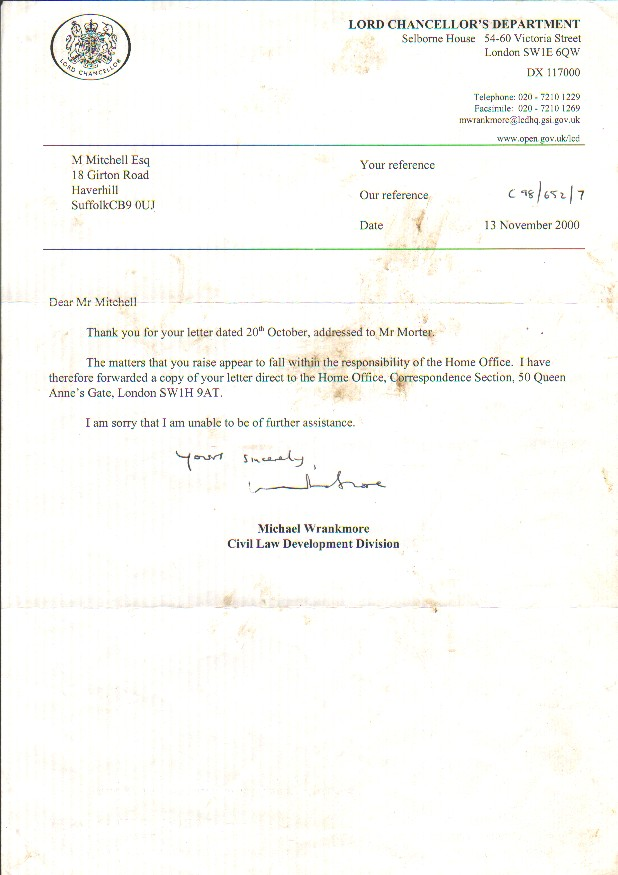 LORD CHANCELLOR
LORD CHANCELLOR'S DEPARTMENT
Selborne House 54-60 Victoria Street
London SW1E 6QW
DX 117000
Telephone: 020 - 7210 1229
Facsimile: 020 - 7210 1269
mwrankmore@lcdhq.gsi.gov.uk
www.open.gov.uk/lcd
M Mitchell Esq
18 Girton Road
Haverhill
SuffolkCB9 0UJ
Your reference
Our reference C 98/652/7
Date 13 November 2000
Dear Mr Mitchell
Thank you for your letter dated 20th October, addressed to Mr Morter.
The matters that you raise appear to fall within the responsibility of the Home Office. I have
therefore forwarded a copy of your letter direct to the Home Office, Correspondence Section, 50 Queen
Anne's Gate, London SW1H 9AT.
I am sorry that I am unable to be of further assistance.
Yours sincerely,
Michael Wrankmore
Civil Law Development Division